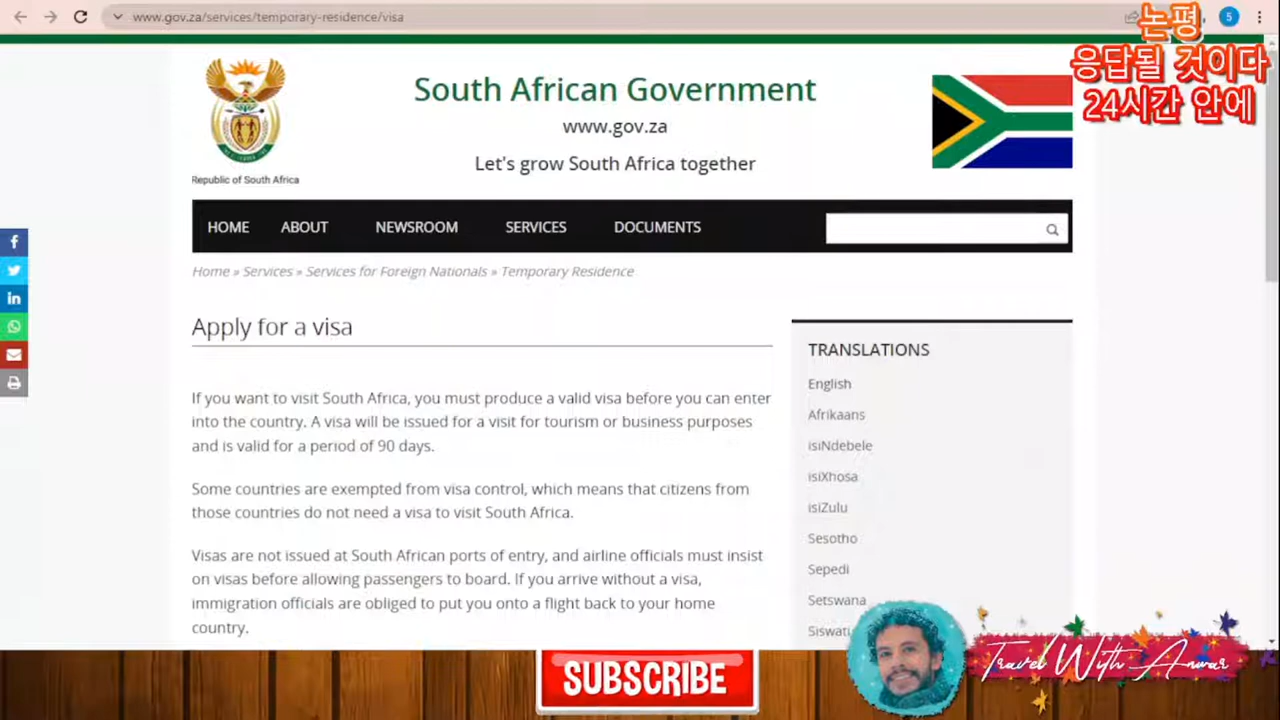 www.gov.za/services/temporary-residence/visa
5
논평
응답될 것이다
24시간 안에
South African Government
www.gov.za
Let's grow South Africa together
Republic of South Africa
HOME ABOUT NEWSROOM SERVICES DOCUMENTS
Home » Services » Services for Foreign Nationals » Temporary Residence
Apply for a visa
If you want to visit South Africa, you must produce a valid visa before you can enter
into the country. A visa will be issued for a visit for tourism or business purposes
and is valid for a period of 90 days.
Some countries are exempted from visa control, which means that citizens from
those countries do not need a visa to visit South Africa.
Visas are not issued at South African ports of entry, and airline officials must insist
on visas before allowing passengers to board. If you arrive without a visa,
immigration officials are obliged to put you onto a flight back to your home
country.
TRANSLATIONS
English
Afrikaans
isiNdebele
isiXhosa
isiZulu
Sesotho
Sepedi
Setswana
Siswati
SUBSCRIBE
Travel With Anwar